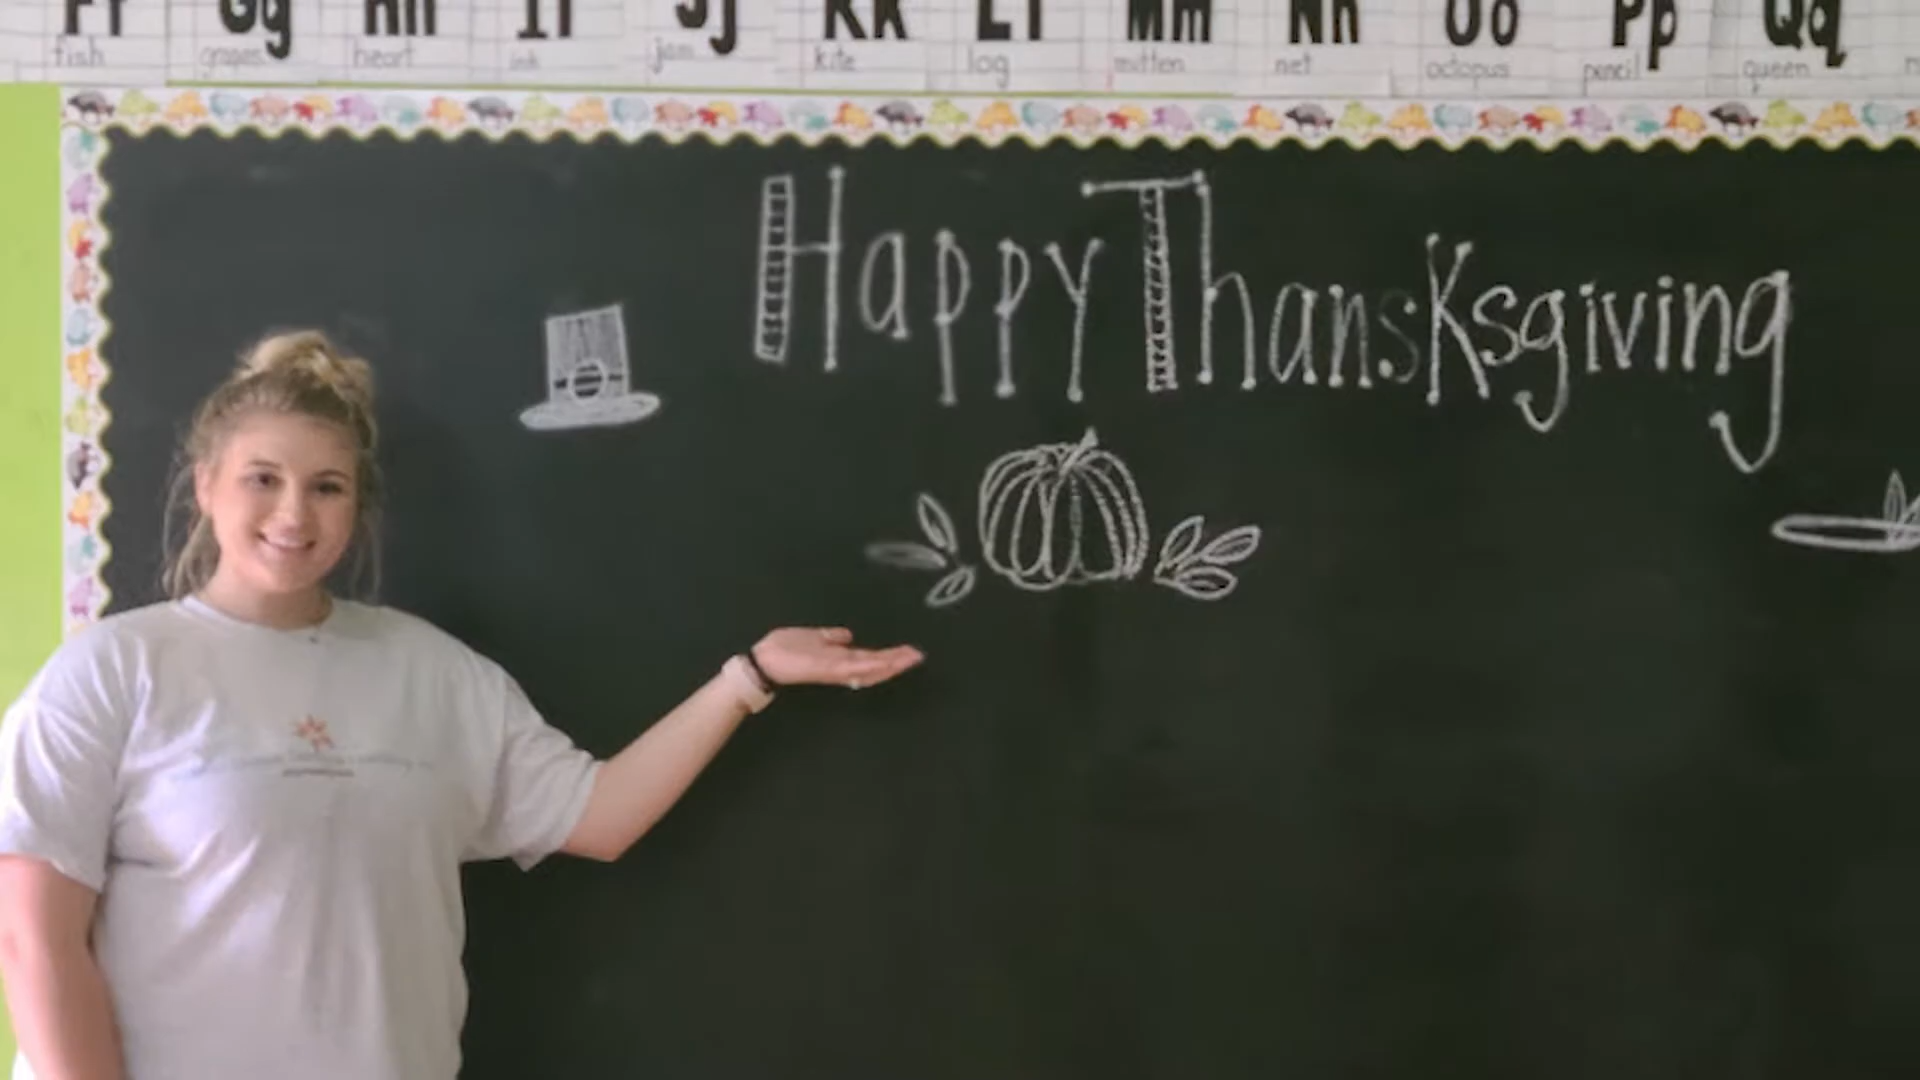 Ff Gg Hh Ii Jj Kk Ll Mm Nn Oo Pp Qq
fish grapes heart ink jam kite log mitten net octopus pencil queen
Happy ThansKsgiving